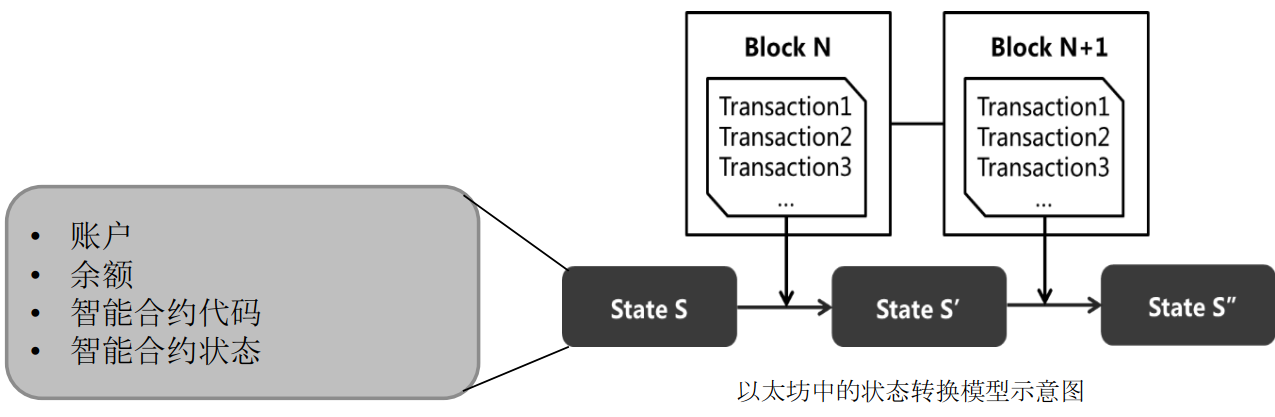 Block N
Transaction1
Transaction2
Transaction3
...
Block N+1
Transaction1
Transaction2
Transaction3
...
• 账户
• 余额
• 智能合约代码
• 智能合约状态
State S
State S′
State S″
以太坊中的状态转换模型示意图